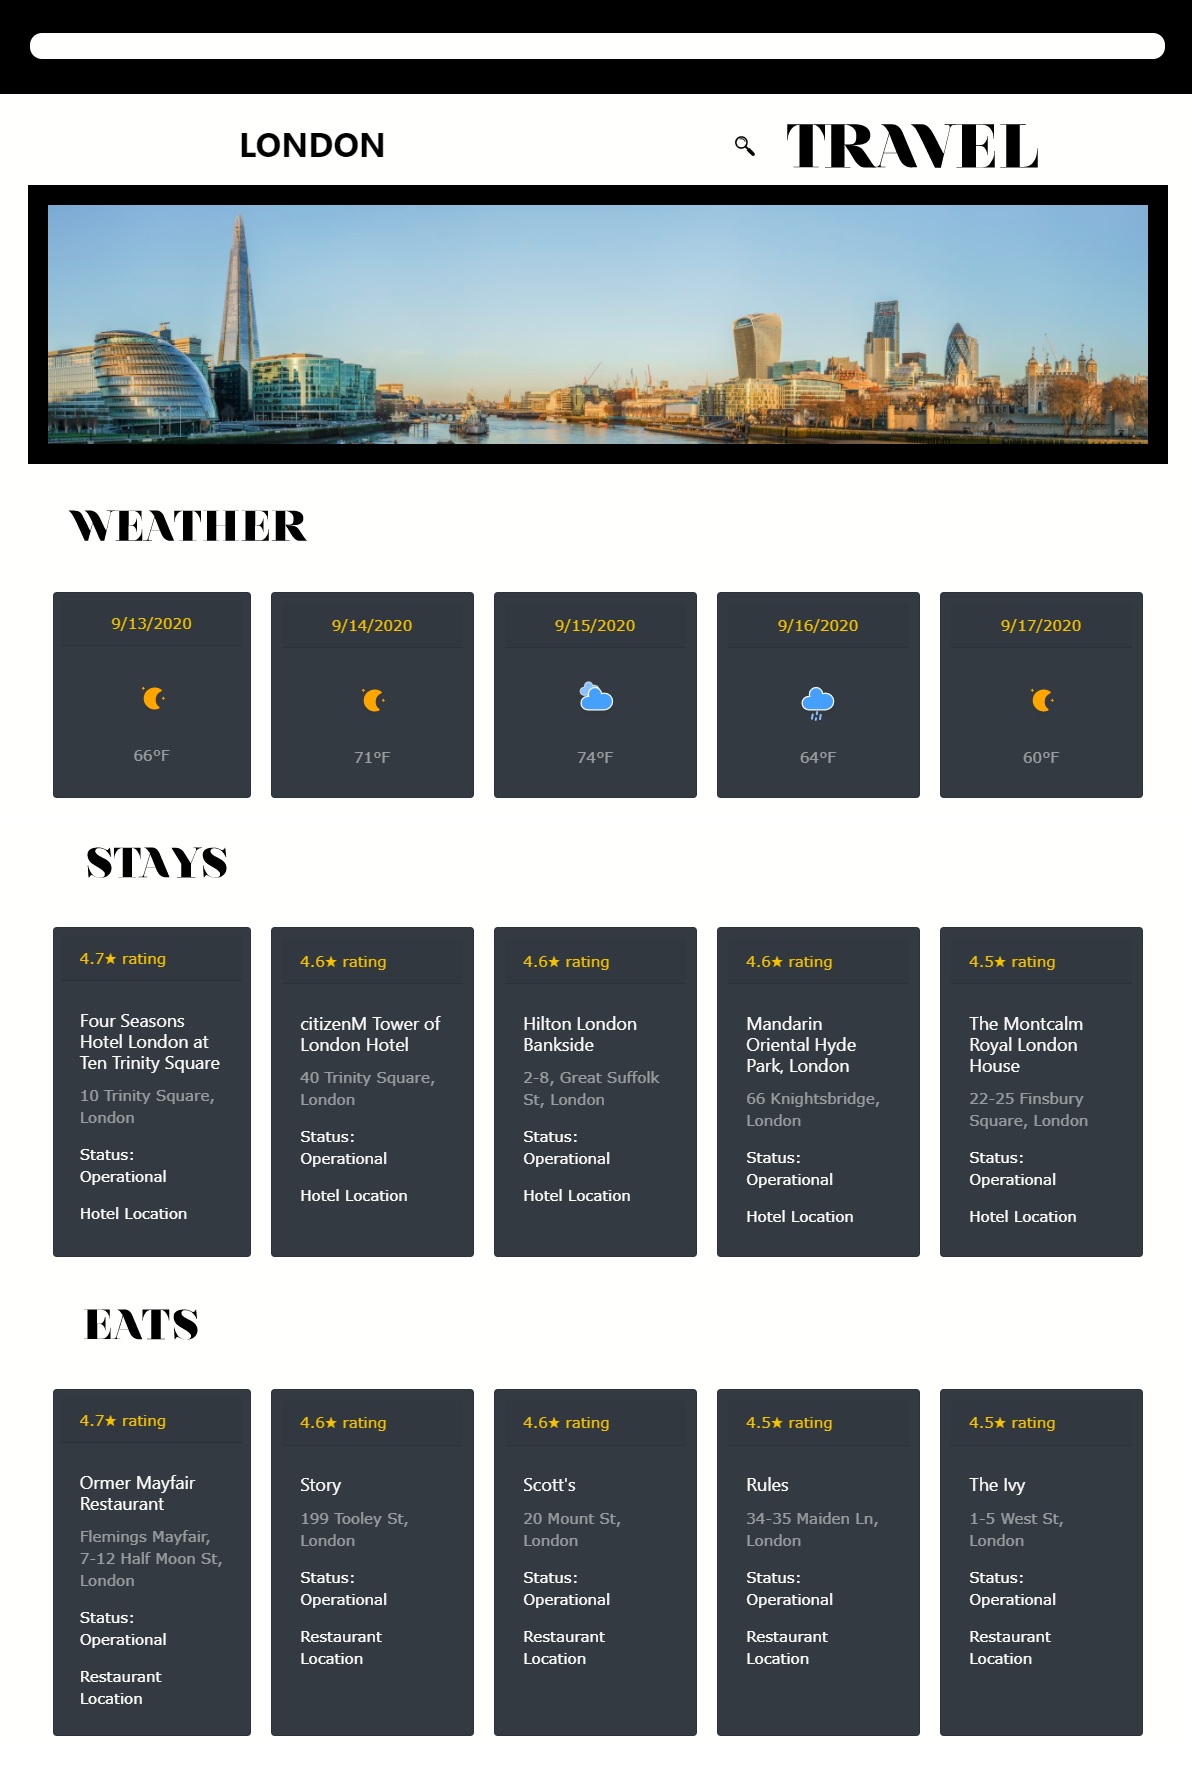 LONDON
TRAVEL
WEATHER
9/13/2020
66°F
9/14/2020
71°F
9/15/2020
74°F
9/16/2020
64°F
9/17/2020
60°F
STAYS
4.7★ rating
Four Seasons
Hotel London at
Ten Trinity Square
10 Trinity Square,
London
Status:
Operational
Hotel Location
4.6★ rating
citizenM Tower of
London Hotel
40 Trinity Square,
London
Status:
Operational
Hotel Location
4.6★ rating
Hilton London
Bankside
2-8, Great Suffolk
St, London
Status:
Operational
Hotel Location
4.6★ rating
Mandarin
Oriental Hyde
Park, London
66 Knightsbridge,
London
Status:
Operational
Hotel Location
4.5★ rating
The Montcalm
Royal London
House
22-25 Finsbury
Square, London
Status:
Operational
Hotel Location
EATS
4.7★ rating
Ormer Mayfair
Restaurant
Flemings Mayfair,
7-12 Half Moon St,
London
Status:
Operational
Restaurant
Location
4.6★ rating
Story
199 Tooley St,
London
Status:
Operational
Restaurant
Location
4.6★ rating
Scott's
20 Mount St,
London
Status:
Operational
Restaurant
Location
4.5★ rating
Rules
34-35 Maiden Ln,
London
Status:
Operational
Restaurant
Location
4.5★ rating
The Ivy
1-5 West St,
London
Status:
Operational
Restaurant
Location